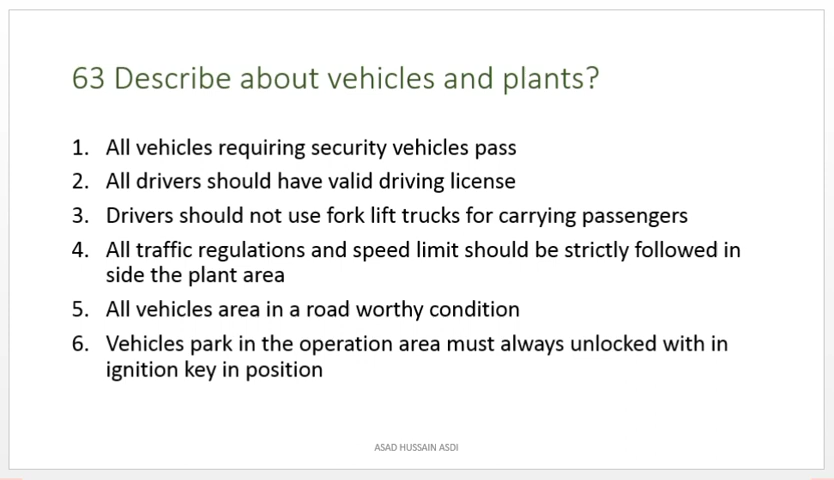 63 Describe about vehicles and plants?
1. All vehicles requiring security vehicles pass
2. All drivers should have valid driving license
3. Drivers should not use fork lift trucks for carrying passengers
4. All traffic regulations and speed limit should be strictly followed in
side the plant area
5. All vehicles area in a road worthy condition
6. Vehicles park in the operation area must always unlocked with in
ignition key in position
ASAD HUSSAIN ASDI